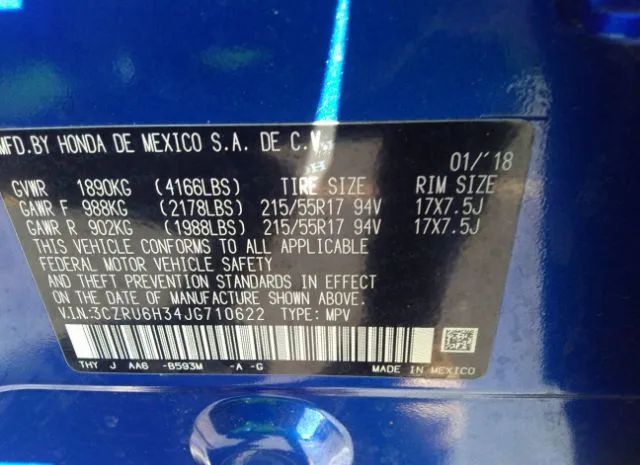 MFD.BY HONDA DE MEXICO S.A. DE C.V.
01/'18
GVWR 1890KG (4166LBS) TIRE SIZE RIM SIZE
GAWR F 988KG (2178LBS) 215/55R17 94V 17X7.5J
GAWR R 902KG (1988LBS) 215/55R17 94V 17X7.5J
THIS VEHICLE CONFORMS TO ALL APPLICABLE
FEDERAL MOTOR VEHICLE SAFETY
AND THEFT PREVENTION STANDARDS IN EFFECT ON
THE DATE OF MANUFACTURE SHOWN ABOVE.
V.I.N.:3CZRU6H34JG710622 TYPE: MPV
THY J AA6 -B593M -A -G MADE IN MEXICO